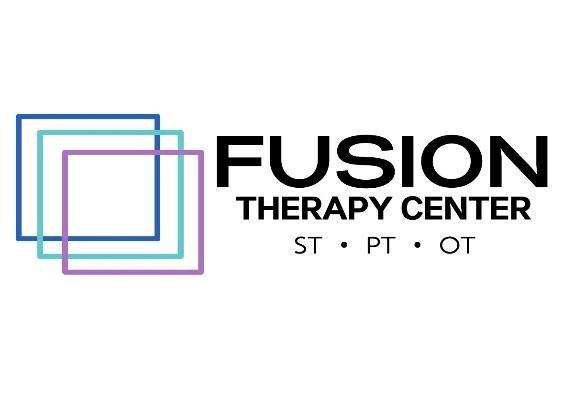 FUSION
THERAPY CENTER
ST • PT • OT